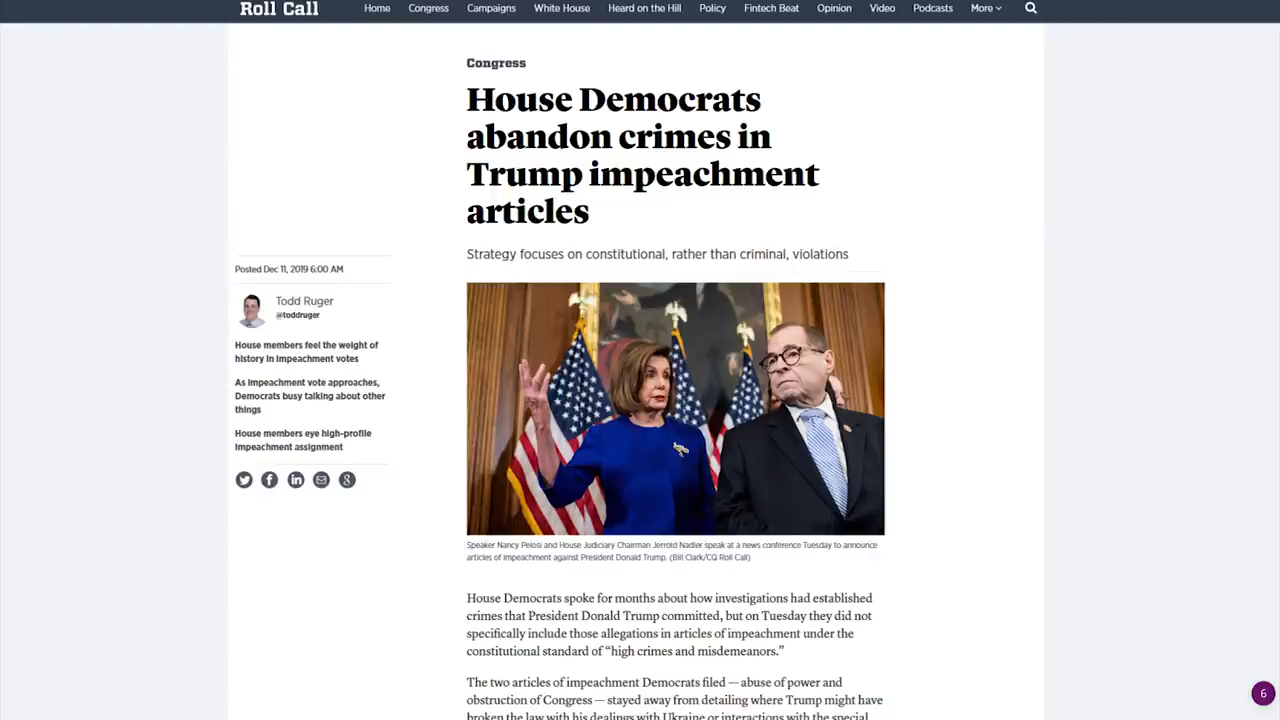 Roll Call
Home Congress Campaigns White House Heard on the Hill Policy Fintech Beat Opinion Video Podcasts More
Congress
House Democrats
abandon crimes in
Trump impeachment
articles
Strategy focuses on constitutional, rather than criminal, violations
Posted Dec 11, 2019 6:00 AM
Todd Ruger
@toddruger
House members feel the weight of
history in impeachment votes
As impeachment vote approaches,
Democrats busy talking about other
things
House members eye high-profile
impeachment assignment
Speaker Nancy Pelosi and House Judiciary Chairman Jerrold Nadler speak at a news conference Tuesday to announce
articles of impeachment against President Donald Trump. (Bill Clark/CQ Roll Call)
House Democrats spoke for months about how investigations had established
crimes that President Donald Trump committed, but on Tuesday they did not
specifically include those allegations in articles of impeachment under the
constitutional standard of “high crimes and misdemeanors.”
The two articles of impeachment Democrats filed — abuse of power and
obstruction of Congress — stayed away from detailing where Trump might have
broken the law with his dealings with Ukraine or interactions with the special
6